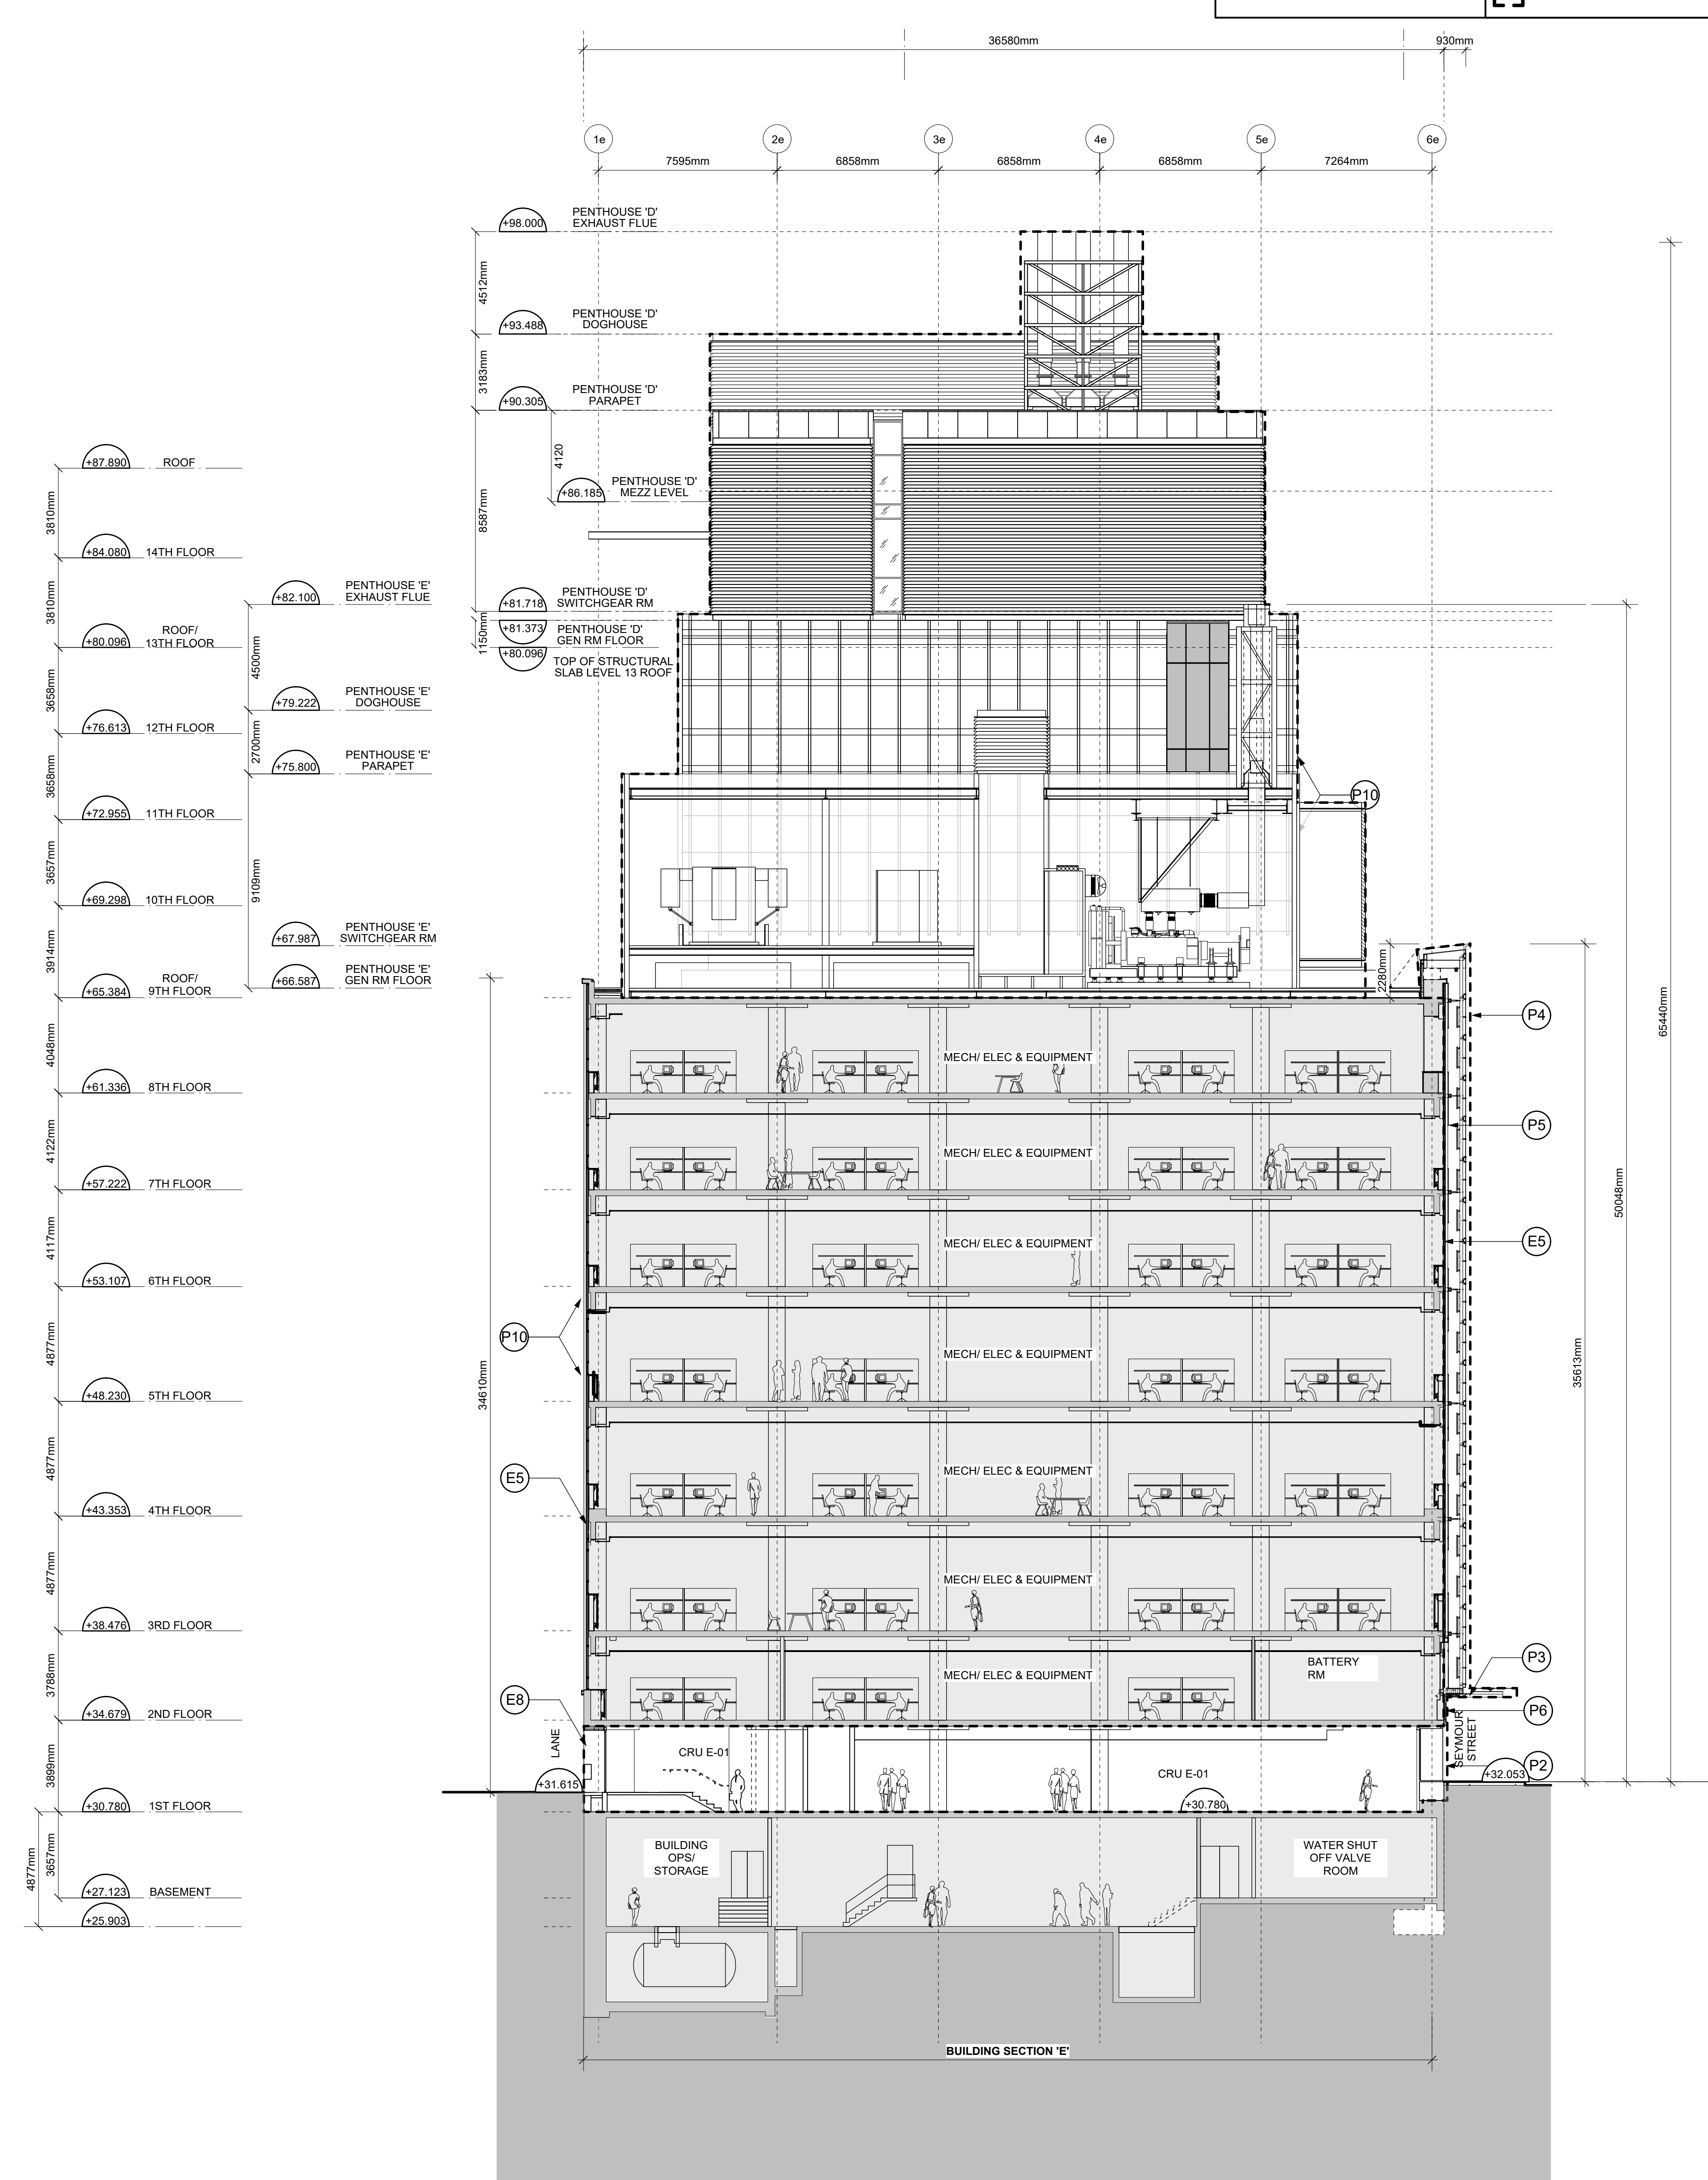 36580mm
930mm
1e
2e
3e
4e
5e
6e
7595mm
6858mm
6858mm
6858mm
7264mm
+98.000
PENTHOUSE 'D'
EXHAUST FLUE
4512mm
+93.488
PENTHOUSE 'D'
DOGHOUSE
3183mm
+90.305
PENTHOUSE 'D'
PARAPET
4120
+86.185
PENTHOUSE 'D'
MEZZ LEVEL
8587mm
+81.718
PENTHOUSE 'D'
SWITCHGEAR RM
+81.373
PENTHOUSE 'D'
GEN RM FLOOR
1150mm
+80.096
TOP OF STRUCTURAL
SLAB LEVEL 13 ROOF
+87.890
ROOF
3810mm
+84.080
14TH FLOOR
3810mm
+80.096
ROOF/
13TH FLOOR
3658mm
+76.613
12TH FLOOR
3658mm
+72.955
11TH FLOOR
3657mm
+69.298
10TH FLOOR
3914mm
+65.384
ROOF/
9TH FLOOR
4048mm
+61.336
8TH FLOOR
4122mm
+57.222
7TH FLOOR
4117mm
+53.107
6TH FLOOR
4877mm
+48.230
5TH FLOOR
4877mm
+43.353
4TH FLOOR
4877mm
+38.476
3RD FLOOR
3788mm
+34.679
2ND FLOOR
3899mm
+30.780
1ST FLOOR
3657mm
4877mm
+27.123
BASEMENT
+25.903
+82.100
PENTHOUSE 'E'
EXHAUST FLUE
4500mm
+79.222
PENTHOUSE 'E'
DOGHOUSE
2700mm
+75.800
PENTHOUSE 'E'
PARAPET
9109mm
+67.987
PENTHOUSE 'E'
SWITCHGEAR RM
+66.587
PENTHOUSE 'E'
GEN RM FLOOR
P10
2280mm
P4
P5
E5
P3
P6
P2
65440mm
50048mm
35613mm
34610mm
P10
E5
E8
MECH/ ELEC & EQUIPMENT
MECH/ ELEC & EQUIPMENT
MECH/ ELEC & EQUIPMENT
MECH/ ELEC & EQUIPMENT
MECH/ ELEC & EQUIPMENT
MECH/ ELEC & EQUIPMENT
MECH/ ELEC & EQUIPMENT
BATTERY
RM
LANE
+31.615
CRU E-01
CRU E-01
+30.780
SEYMOUR
STREET
+32.053
BUILDING
OPS/
STORAGE
WATER SHUT
OFF VALVE
ROOM
BUILDING SECTION 'E'